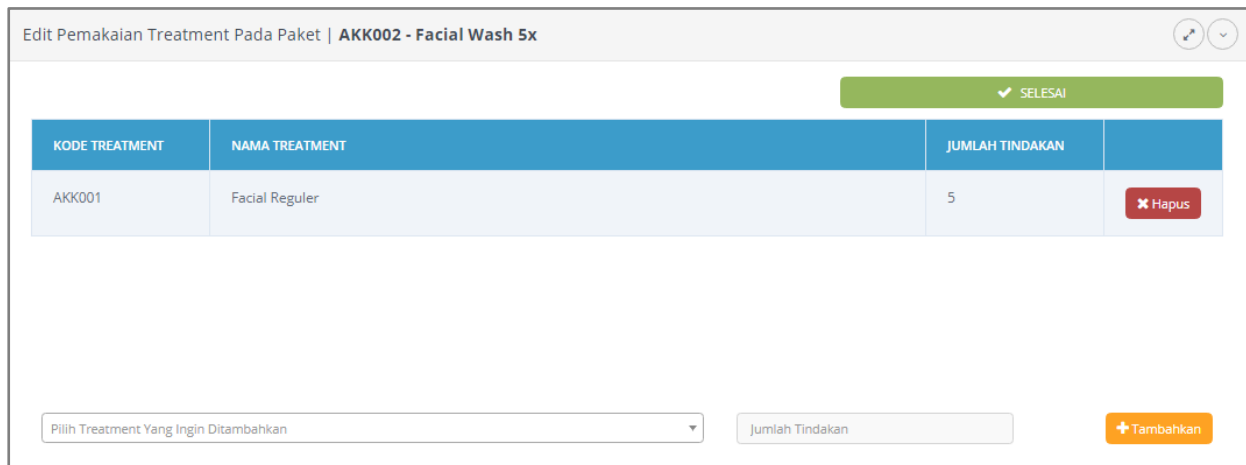 Edit Pemakaian Treatment Pada Paket | AKK002 - Facial Wash 5x
SELESAI
KODE TREATMENT NAMA TREATMENT JUMLAH TINDAKAN
AKK001 Facial Reguler 5 Hapus
Pilih Treatment Yang Ingin Ditambahkan Jumlah Tindakan Tambahkan